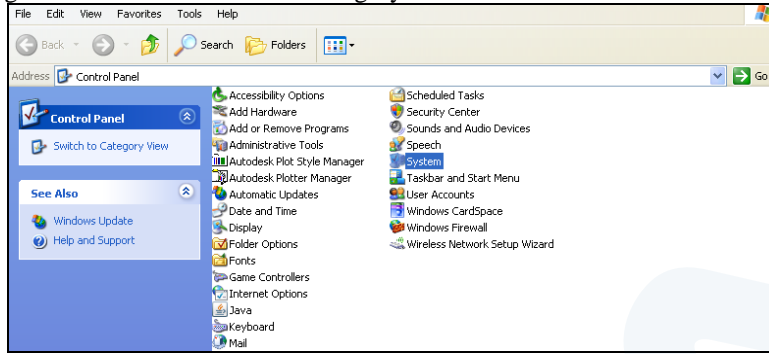 File Edit View Favorites Tools Help
Back Search Folders
Address Control Panel Go
Control Panel
Switch to Category View
See Also
Windows Update
Help and Support
Accessibility Options
Add Hardware
Add or Remove Programs
Administrative Tools
Autodesk Plot Style Manager
Autodesk Plotter Manager
Automatic Updates
Date and Time
Display
Folder Options
Fonts
Game Controllers
Internet Options
Java
Keyboard
Mail
Scheduled Tasks
Security Center
Sounds and Audio Devices
Speech
System
Taskbar and Start Menu
User Accounts
Windows CardSpace
Windows Firewall
Wireless Network Setup Wizard